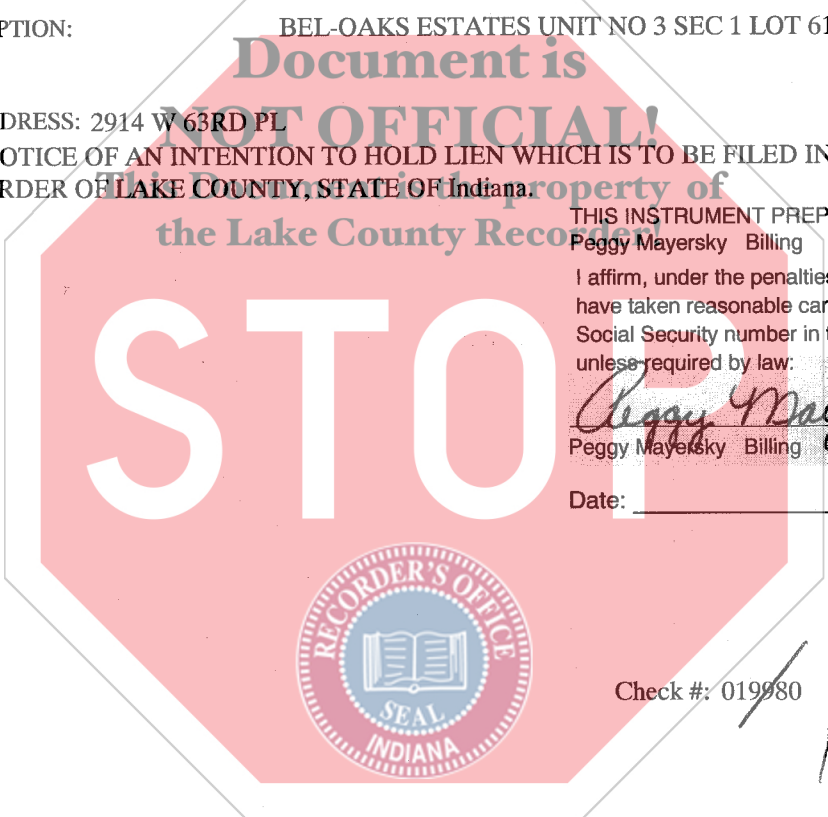 PTION: BEL-OAKS ESTATES UNIT NO 3 SEC 1 LOT 61
Document is
DRESS: 2914 W 63RD PL
NOT OFFICIAL!
OTICE OF AN INTENTION TO HOLD LIEN WHICH IS TO BE FILED IN
RDER OF LAKE COUNTY, STATE OF Indiana.
This Document is the property of
the Lake County Recorder!
THIS INSTRUMENT PREP
Peggy Mayersky Billing
I affirm, under the penalties
have taken reasonable car
Social Security number in t
unless required by law:
STOP
Peggy Ma
Peggy Mayersky Billing
Date:
RECORDER'S OFFICE
SEAL
INDIANA
Check #: 019980